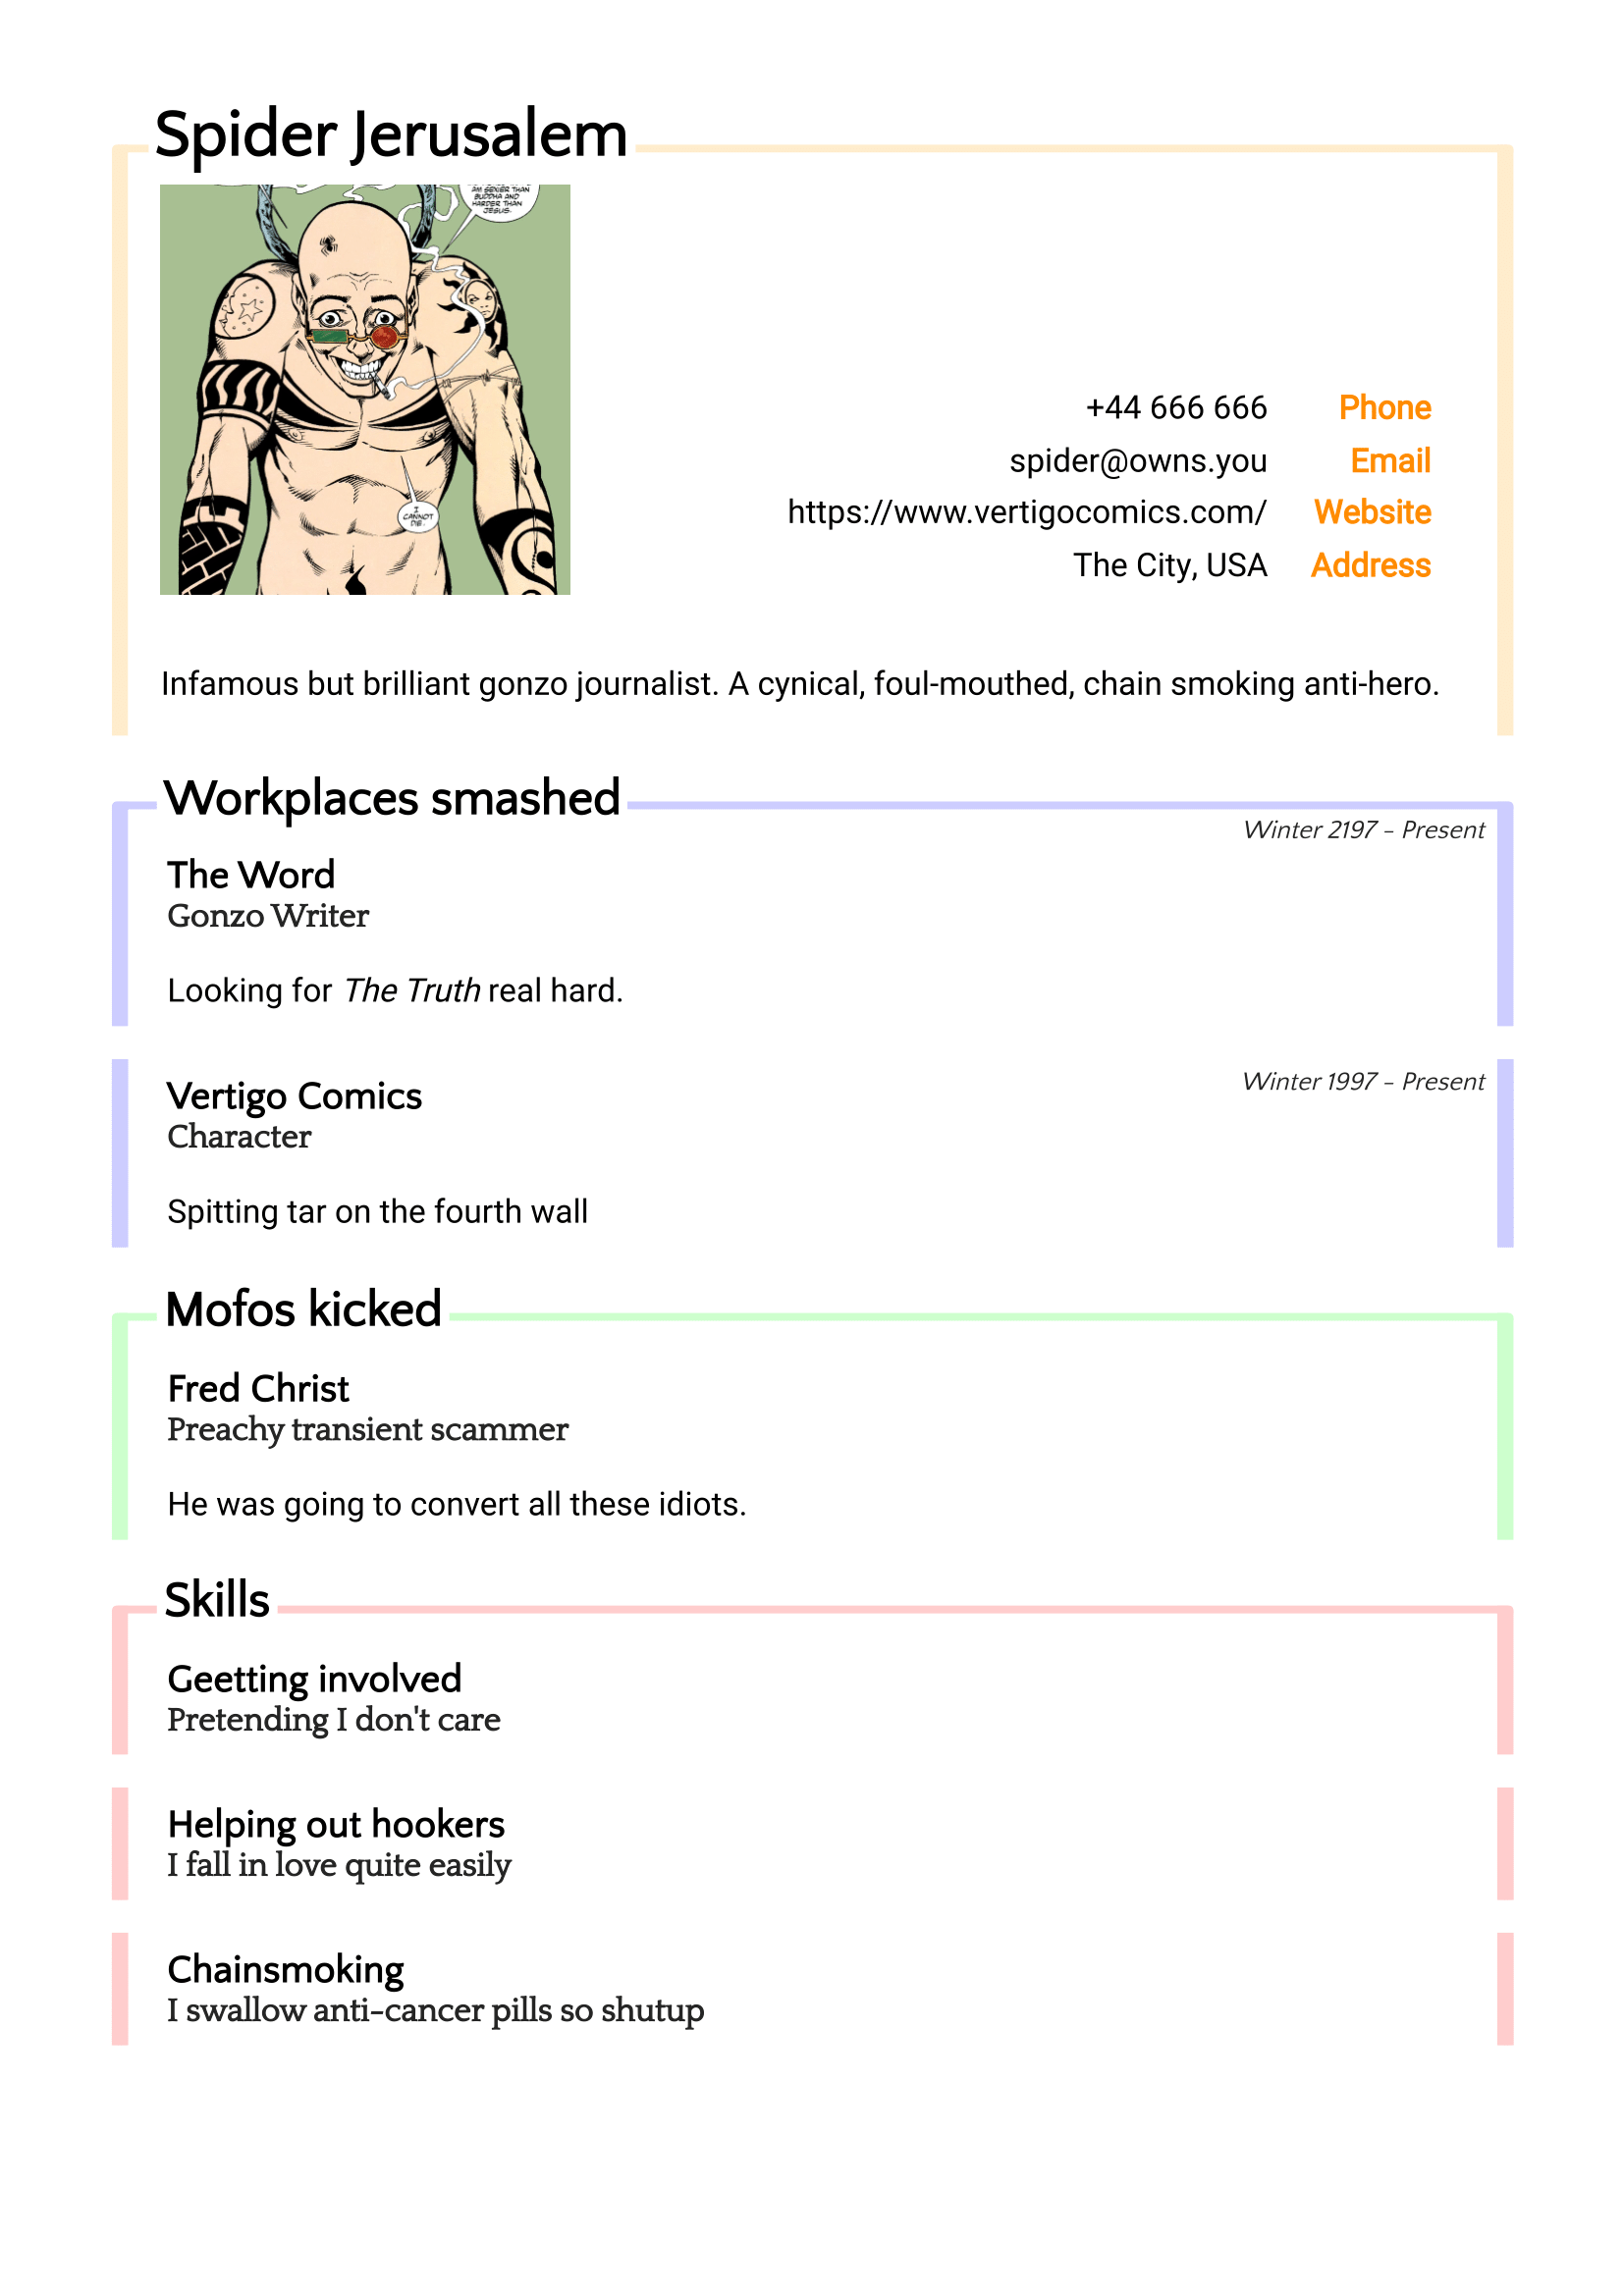 Spider Jerusalem
AM SEXIER THAN
BUDDHA AND
HARDER THAN
JESUS.
I
CANNOT
DIE.
+44 666 666 Phone
spider@owns.you Email
https://www.vertigocomics.com/ Website
The City, USA Address
Infamous but brilliant gonzo journalist. A cynical, foul-mouthed, chain smoking anti-hero.
Workplaces smashed
Winter 2197 - Present
The Word
Gonzo Writer
Looking for The Truth real hard.
Vertigo Comics Winter 1997 - Present
Character
Spitting tar on the fourth wall
Mofos kicked
Fred Christ
Preachy transient scammer
He was going to convert all these idiots.
Skills
Geetting involved
Pretending I don't care
Helping out hookers
I fall in love quite easily
Chainsmoking
I swallow anti-cancer pills so shutup